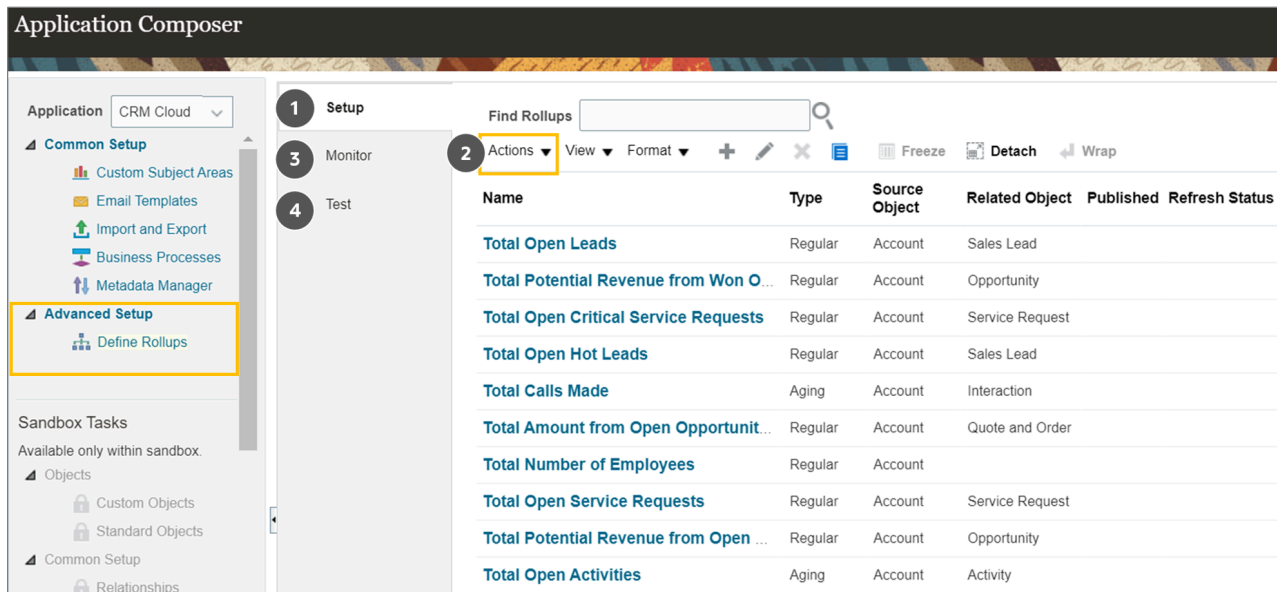 Application Composer
Application CRM Cloud
Common Setup
Custom Subject Areas
Email Templates
Import and Export
Business Processes
Metadata Manager
Advanced Setup
Define Rollups
Sandbox Tasks
Available only within sandbox.
Objects
Custom Objects
Standard Objects
Common Setup
Relationships
1 Setup
3 Monitor
4 Test
Find Rollups
2 Actions View Format Freeze Detach Wrap
Name Type Source Object Related Object Published Refresh Status
Total Open Leads Regular Account Sales Lead
Total Potential Revenue from Won O... Regular Account Opportunity
Total Open Critical Service Requests Regular Account Service Request
Total Open Hot Leads Regular Account Sales Lead
Total Calls Made Aging Account Interaction
Total Amount from Open Opportunit... Regular Account Quote and Order
Total Number of Employees Regular Account
Total Open Service Requests Regular Account Service Request
Total Potential Revenue from Open ... Regular Account Opportunity
Total Open Activities Aging Account Activity